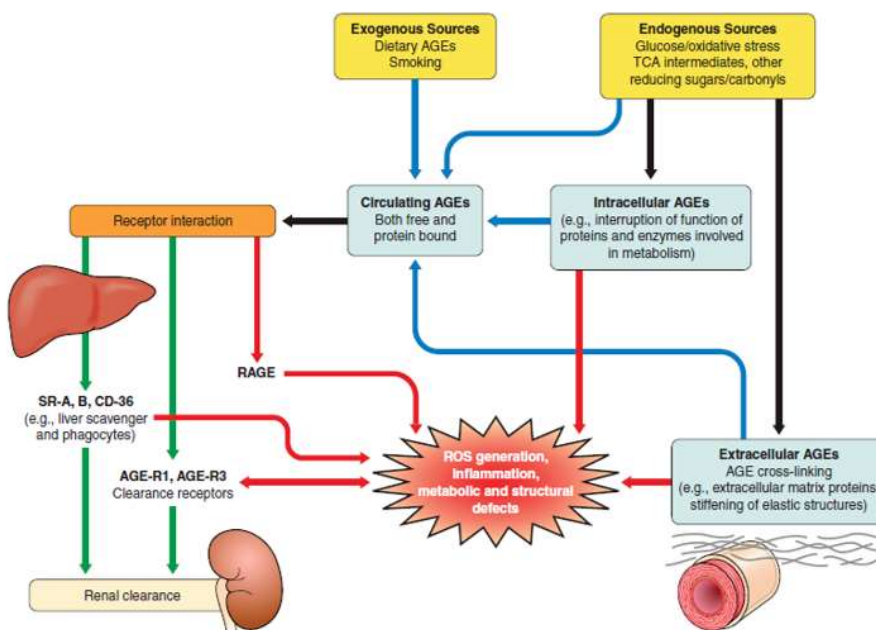 Exogenous Sources
Dietary AGEs
Smoking
Endogenous Sources
Glucose/oxidative stress
TCA intermediates, other
reducing sugars/carbonyls
Circulating AGEs
Both free and
protein bound
Intracellular AGEs
(e.g., interruption of function of
proteins and enzymes involved
in metabolism)
Receptor interaction
RAGE
SR-A, B, CD-36
(e.g., liver scavenger
and phagocytes)
AGE-R1, AGE-R3
Clearance receptors
ROS generation,
inflammation,
metabolic and structural
defects
Extracellular AGEs
AGE cross-linking
(e.g., extracellular matrix proteins
stiffening of elastic structures)
Renal clearance